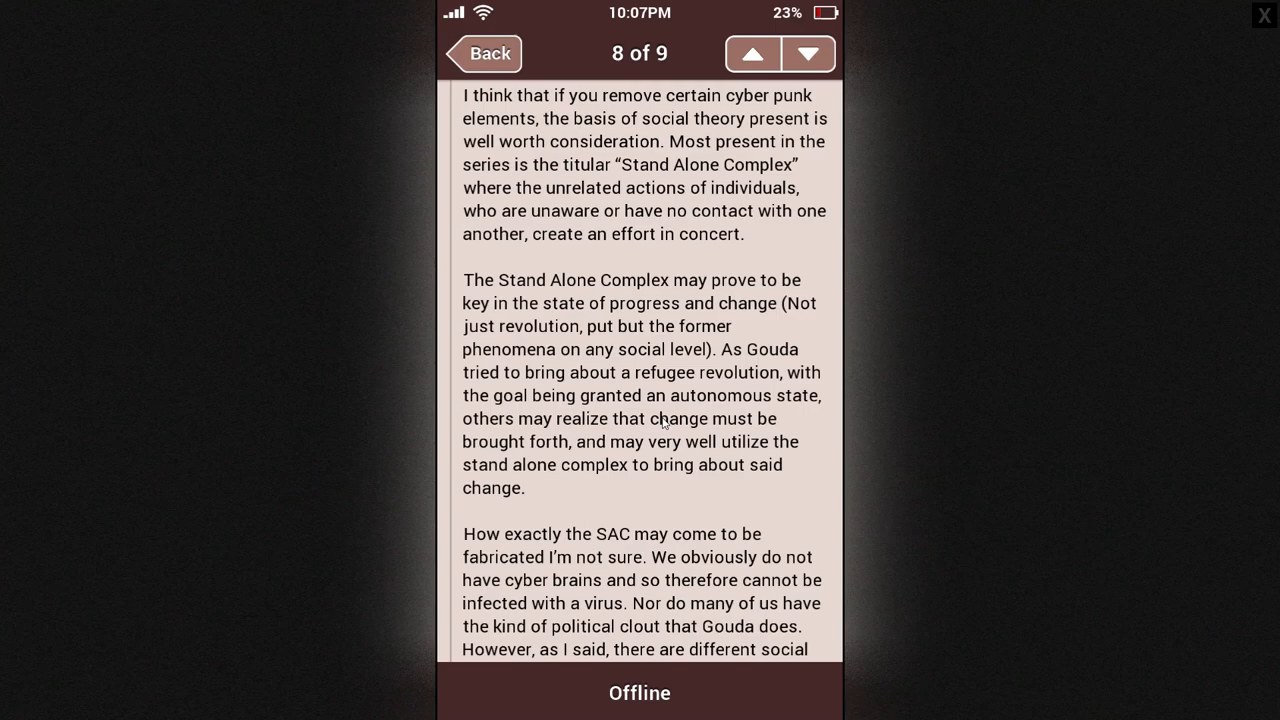 10:07PM
23%
X
Back
8 of 9
I think that if you remove certain cyber punk
elements, the basis of social theory present is
well worth consideration. Most present in the
series is the titular “Stand Alone Complex”
where the unrelated actions of individuals,
who are unaware or have no contact with one
another, create an effort in concert.
The Stand Alone Complex may prove to be
key in the state of progress and change (Not
just revolution, put but the former
phenomena on any social level). As Gouda
tried to bring about a refugee revolution, with
the goal being granted an autonomous state,
others may realize that change must be
brought forth, and may very well utilize the
stand alone complex to bring about said
change.
How exactly the SAC may come to be
fabricated I’m not sure. We obviously do not
have cyber brains and so therefore cannot be
infected with a virus. Nor do many of us have
the kind of political clout that Gouda does.
However, as I said, there are different social
Offline